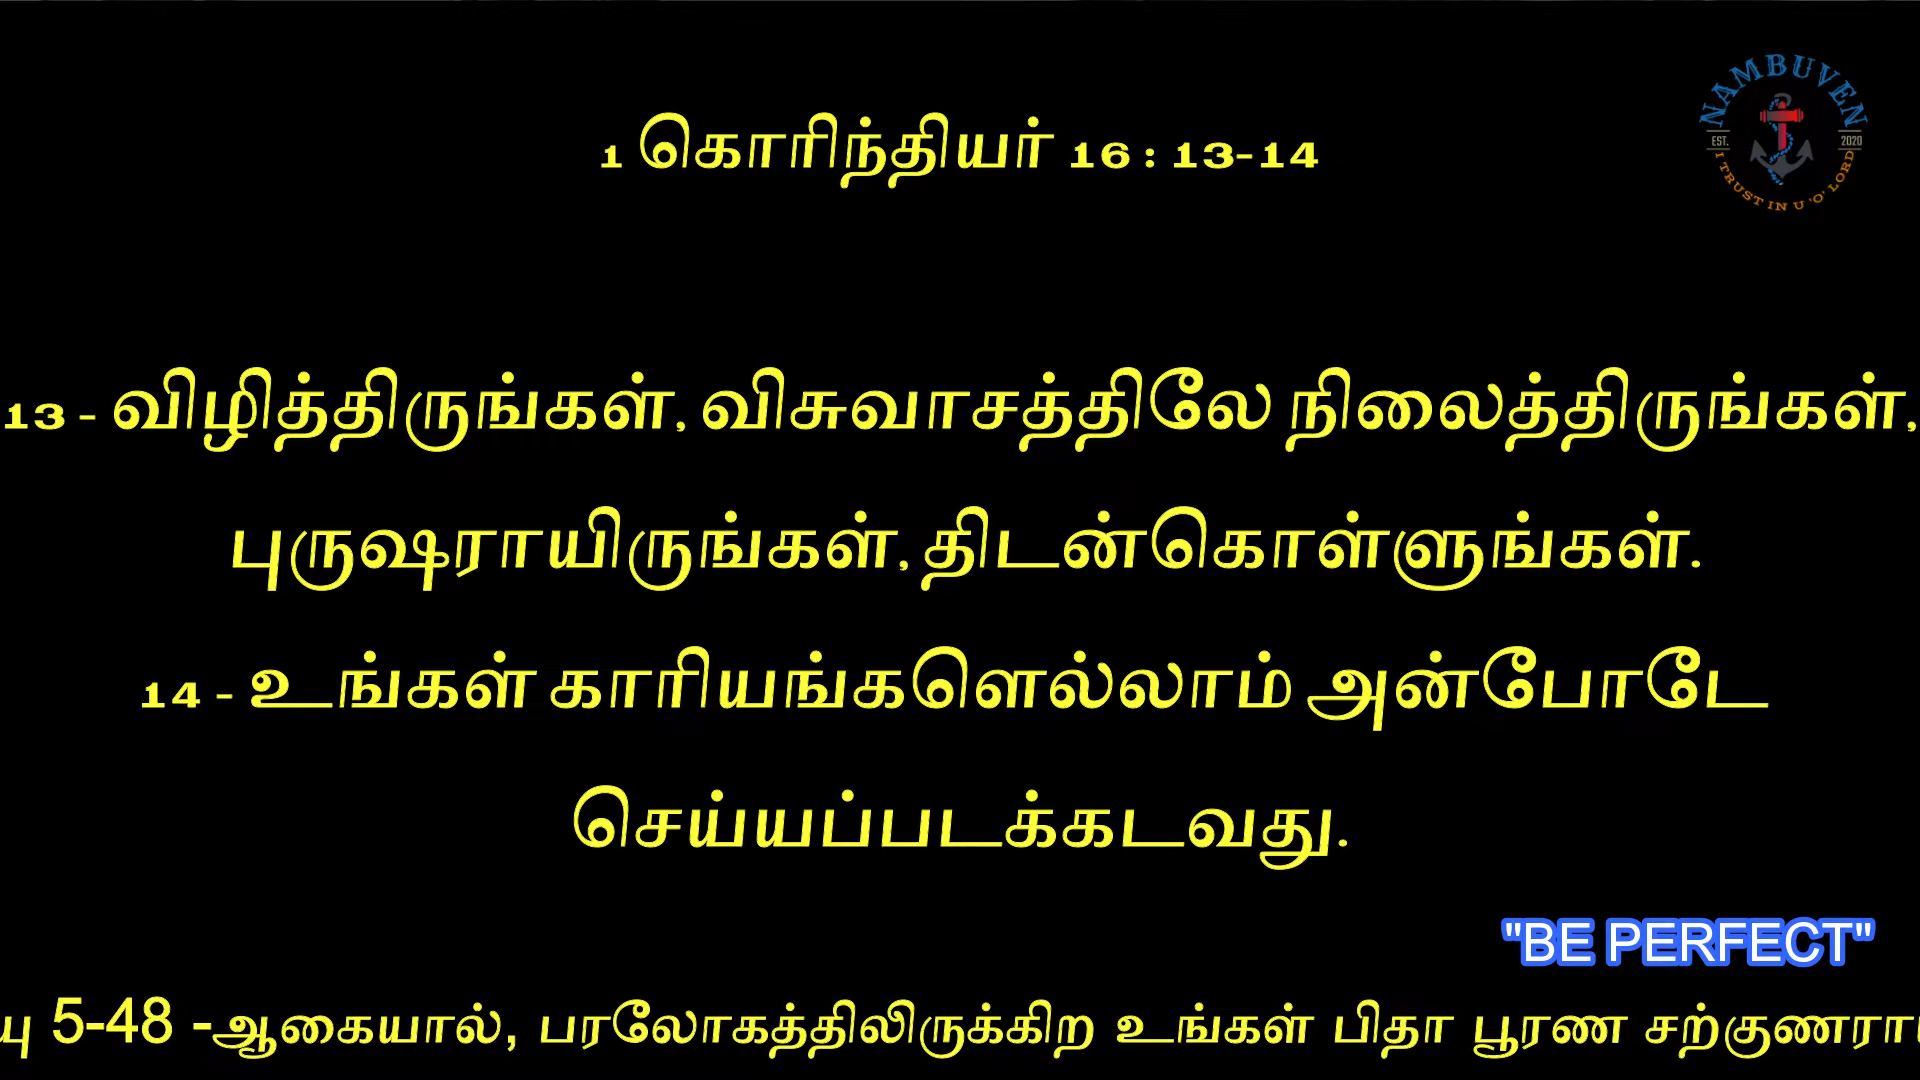 NAMBUVEN
EST. 2020
I TRUST IN U 'O' LORD
1 கொரிந்தியர் 16 : 13-14
13 - விழித்திருங்கள், விசுவாசத்திலே நிலைத்திருங்கள்,
புருஷராயிருங்கள், திடன்கொள்ளுங்கள்.
14 - உங்கள் காரியங்களெல்லாம் அன்போடே
செய்யப்படக்கடவது.
"BE PERFECT"
யு 5-48 -ஆகையால், பரலோகத்திலிருக்கிற உங்கள் பிதா பூரண